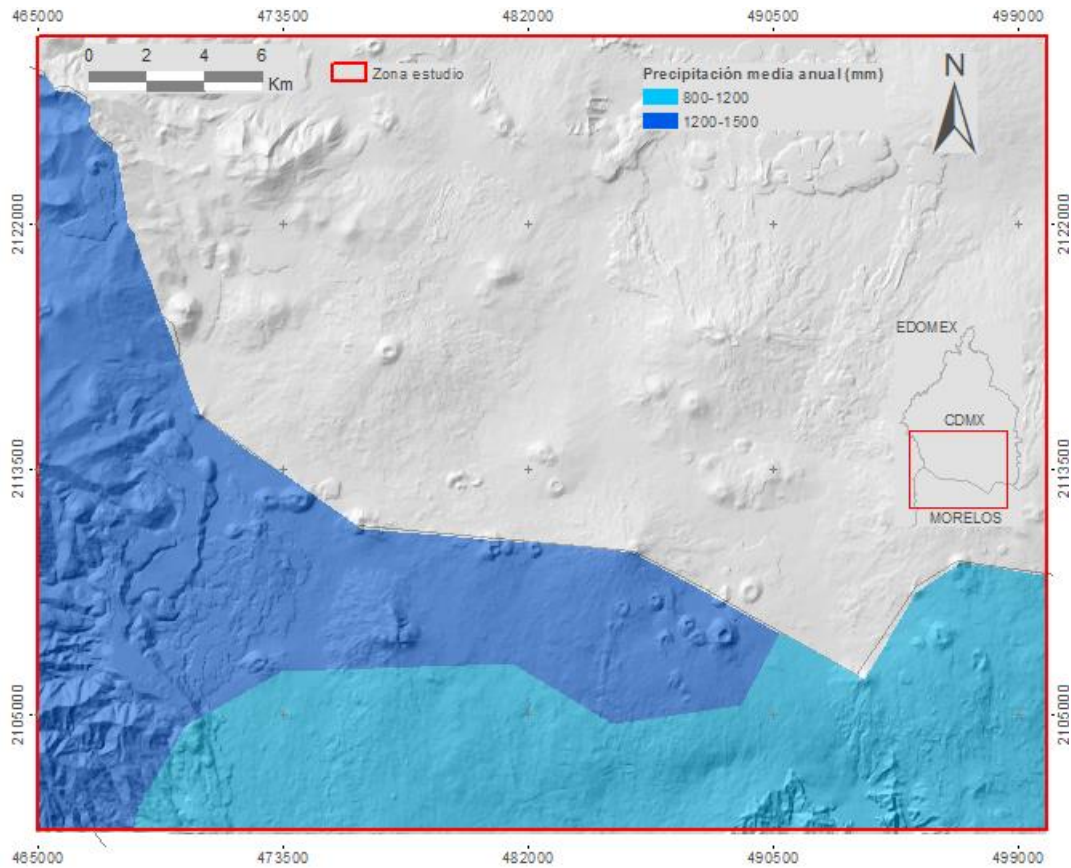 465000 473500 482000 490500 499000
0 2 4 6
Km
Zona estudio
Precipitación media anual (mm)
800-1200
1200-1500
N
2122000 2122000
EDOMEX
CDMX
2113500 2113500
MORELOS
2105000 2105000
465000 473500 482000 490500 499000